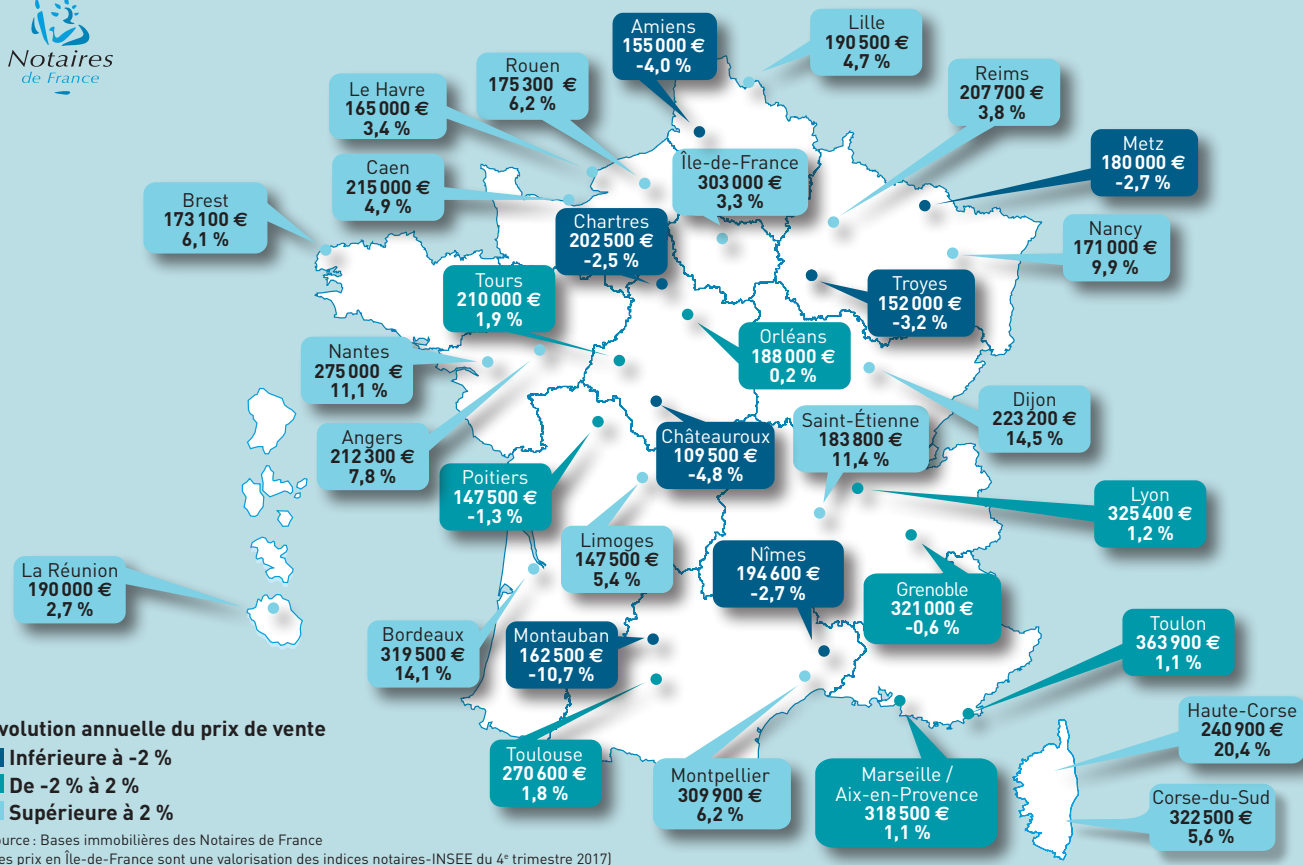 Notaires
de France
Amiens
155 000 €
-4,0 %
Lille
190 500 €
4,7 %
Rouen
175 300 €
6,2 %
Reims
207 700 €
3,8 %
Le Havre
165 000 €
3,4 %
Metz
180 000 €
-2,7 %
Île-de-France
303 000 €
3,3 %
Caen
215 000 €
4,9 %
Brest
173 100 €
6,1 %
Chartres
202 500 €
-2,5 %
Nancy
171 000 €
9,9 %
Tours
210 000 €
1,9 %
Troyes
152 000 €
-3,2 %
Orléans
188 000 €
0,2 %
Nantes
275 000 €
11,1 %
Dijon
223 200 €
14,5 %
Angers
212 300 €
7,8 %
Châteauroux
109 500 €
-4,8 %
Saint-Étienne
183 800 €
11,4 %
Poitiers
147 500 €
-1,3 %
Lyon
325 400 €
1,2 %
Limoges
147 500 €
5,4 %
Nîmes
194 600 €
-2,7 %
La Réunion
190 000 €
2,7 %
Grenoble
321 000 €
-0,6 %
Bordeaux
319 500 €
14,1 %
Montauban
162 500 €
-10,7 %
Toulon
363 900 €
1,1 %
Haute-Corse
240 900 €
20,4 %
Toulouse
270 600 €
1,8 %
Montpellier
309 900 €
6,2 %
Marseille /
Aix-en-Provence
318 500 €
1,1 %
Corse-du-Sud
322 500 €
5,6 %
volution annuelle du prix de vente
Inférieure à -2 %
De -2 % à 2 %
Supérieure à 2 %
ource : Bases immobilières des Notaires de France
es prix en Île-de-France sont une valorisation des indices notaires-INSEE du 4e trimestre 2017)